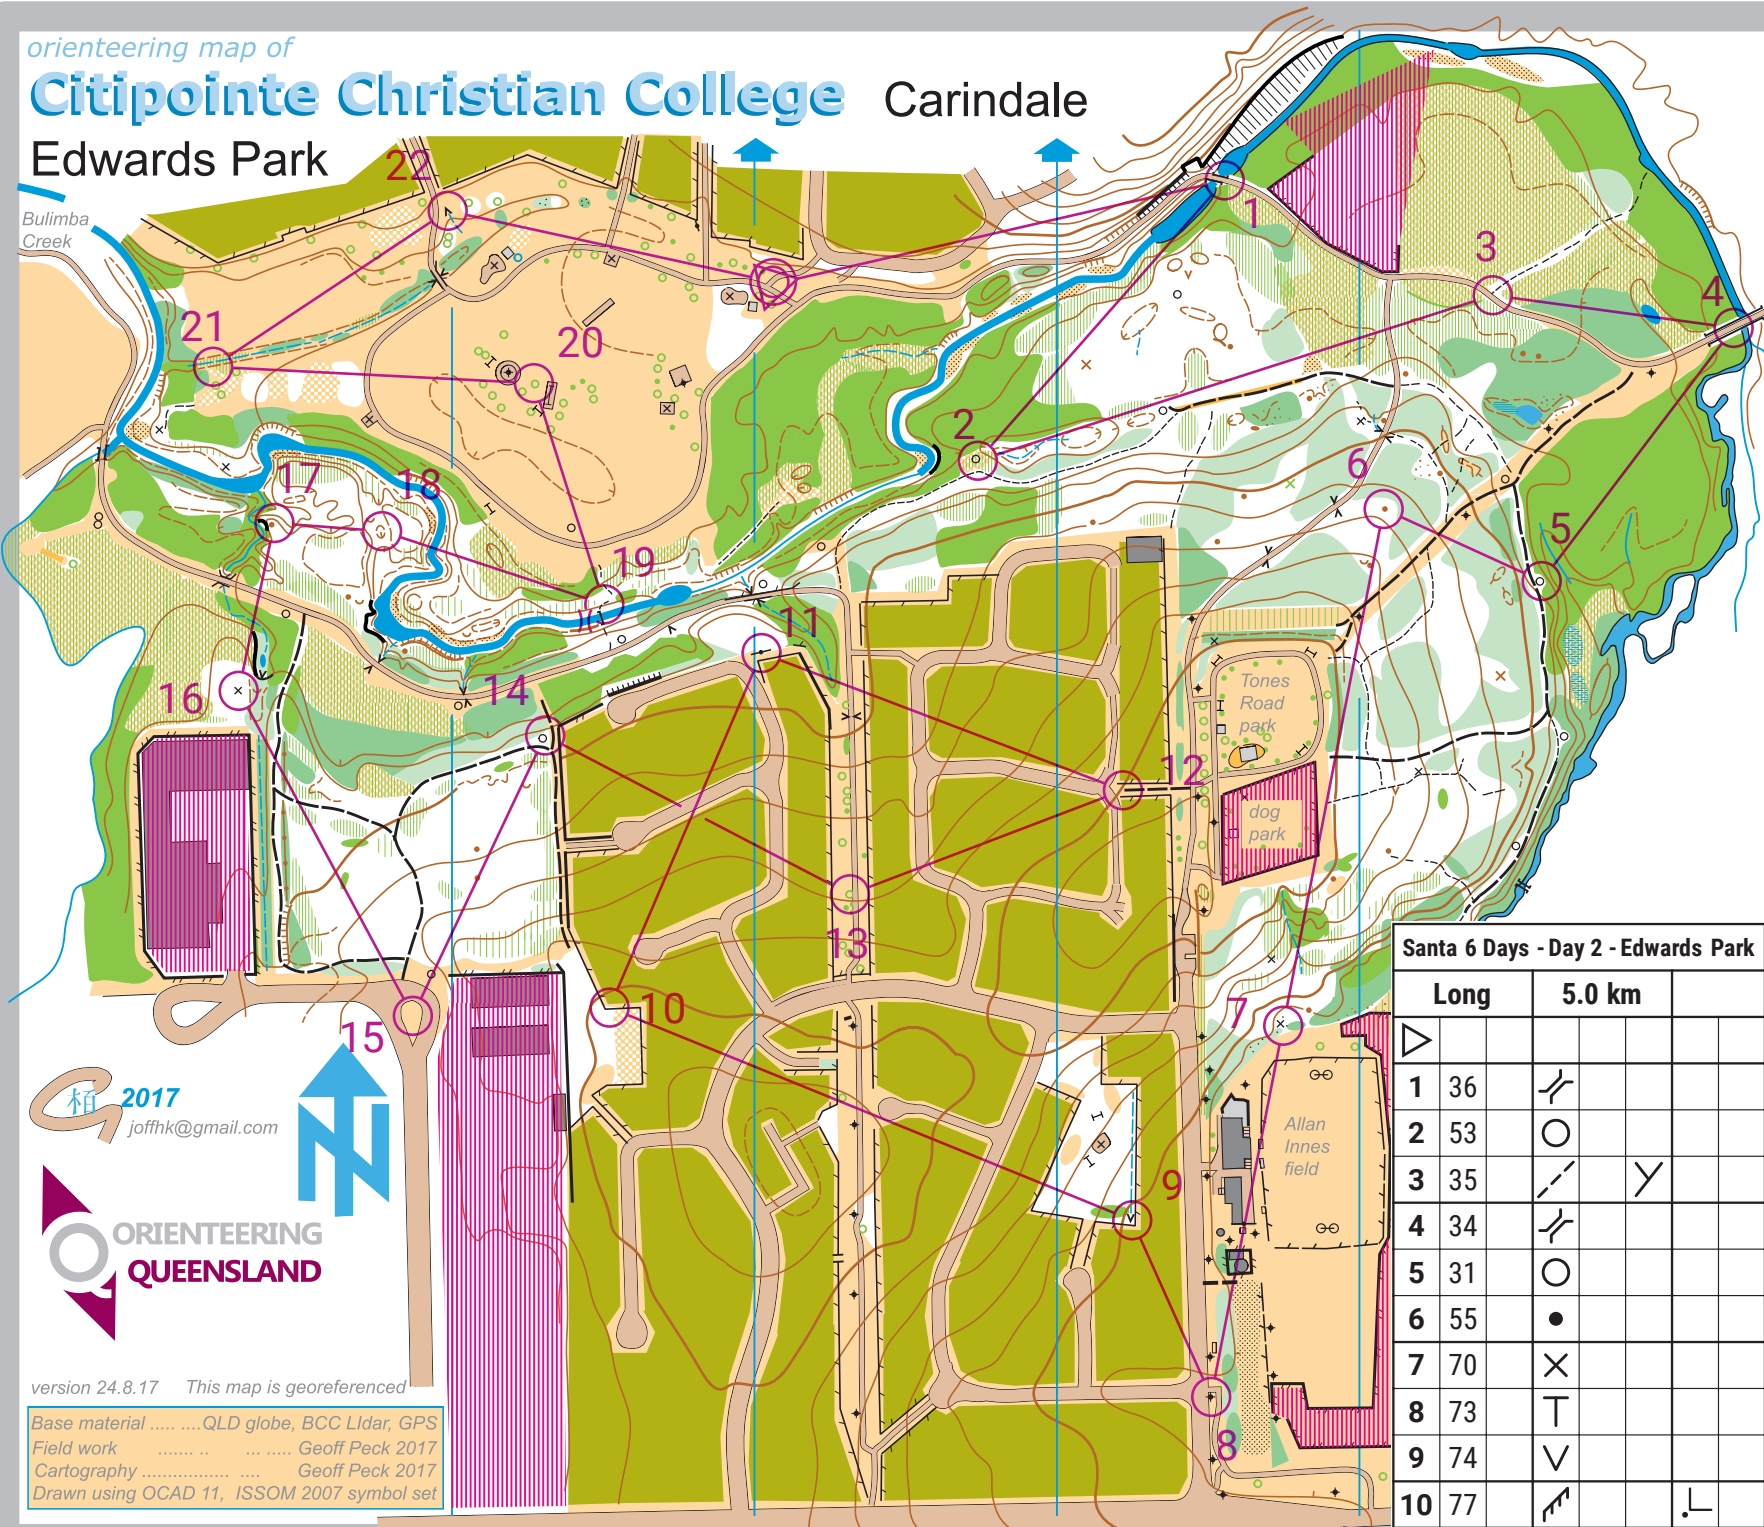 orienteering map of
Citipointe Christian College Carindale
Edwards Park
Bulimba
Creek
22
1
3
4
21
20
2
6
17
18
5
19
11
14
16
Tones
Road
park
12
dog
park
13
10
7
15
9
8
Allan
Innes
field
柏 2017
joffhk@gmail.com
N
ORIENTEERING
QUEENSLAND
version 24.8.17 This map is georeferenced
Base material ..... ....QLD globe, BCC LIdar, GPS
Field work ....... .. ... ..... Geoff Peck 2017
Cartography ................. .... Geoff Peck 2017
Drawn using OCAD 11, ISSOM 2007 symbol set
Santa 6 Days - Day 2 - Edwards Park
Long 5.0 km
1 36
2 53
3 35
4 34
5 31
6 55
7 70
8 73
9 74
10 77